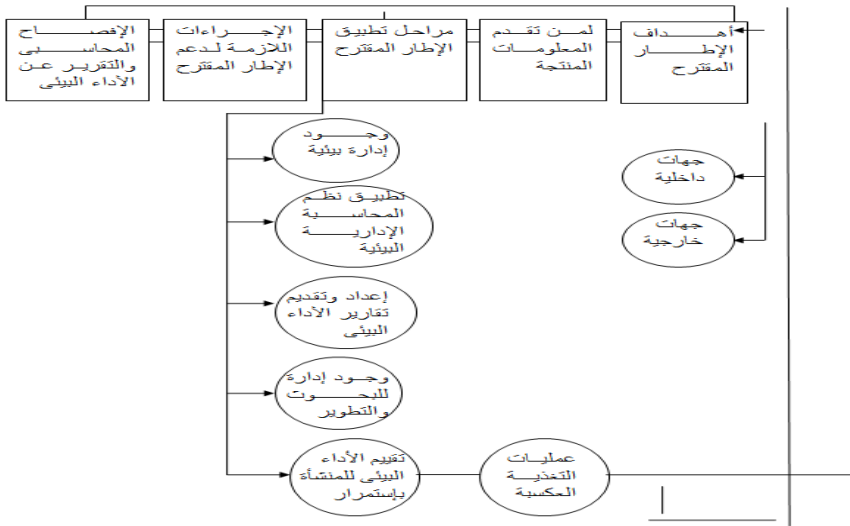 أهداف
الإطار
المقترح
لمن تقدم
المعلومات
المنتجة
مراحل تطبيق
الإطار المقترح
الإجراءات
اللازمة لدعم
الإطار المقترح
الإفصاح
المحاسبى
والتقرير عن
الأداء البيئى
وجود
إدارة بيئية
تطبيق نظم
المحاسبة
الإدارية
البيئية
إعداد وتقديم
تقارير الأداء
البيئى
وجود إدارة
للبحوث
والتطوير
تقييم الأداء
البيئى للمنشأة
بإستمرار
عمليات
التغذية
العكسية
جهات
داخلية
جهات
خارجية